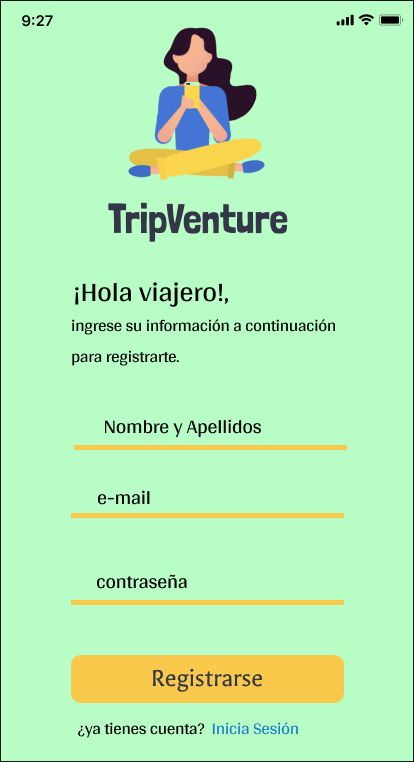 9:27
TripVenture
¡Hola viajero!,
ingrese su información a continuación
para registrarte.
Nombre y Apellidos
e-mail
contraseña
Registrarse
¿ya tienes cuenta? Inicia Sesión